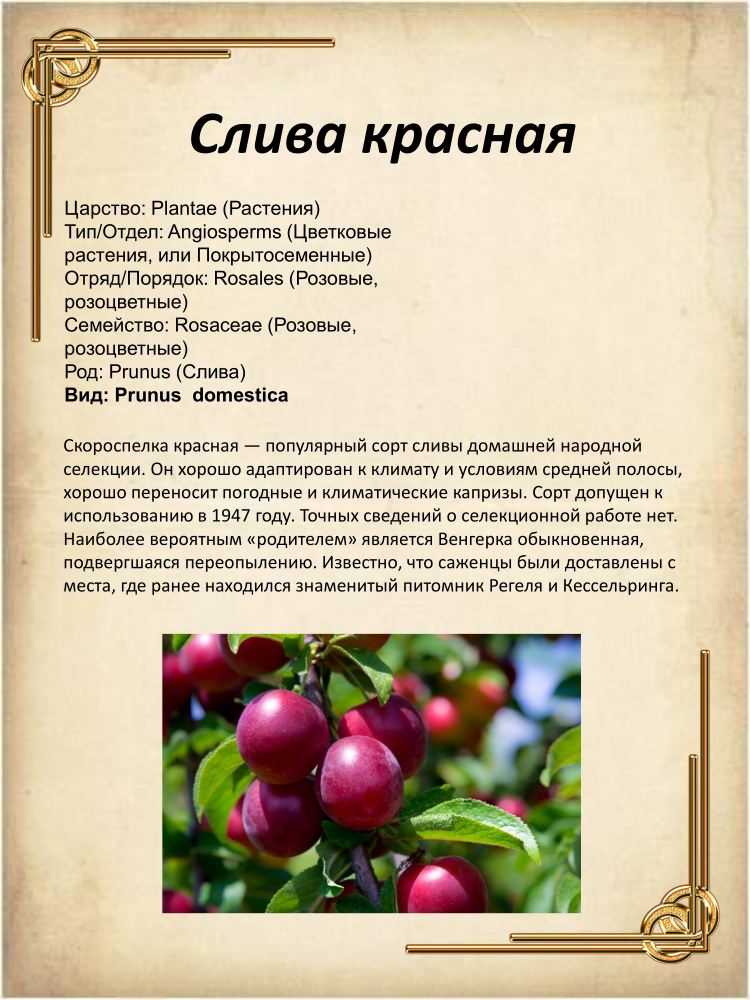 Слива красная
Царство: Plantae (Растения)
Тип/Отдел: Angiosperms (Цветковые
растения, или Покрытосеменные)
Отряд/Порядок: Rosales (Розовые,
розоцветные)
Семейство: Rosaceae (Розовые,
розоцветные)
Род: Prunus (Слива)
Вид: Prunus  domestica
Скороспелка красная — популярный сорт сливы домашней народной
селекции. Он хорошо адаптирован к климату и условиям средней полосы,
хорошо переносит погодные и климатические капризы. Сорт допущен к
использованию в 1947 году. Точных сведений о селекционной работе нет.
Наиболее вероятным «родителем» является Венгерка обыкновенная,
подвергшаяся переопылению. Известно, что саженцы были доставлены с
места, где ранее находился знаменитый питомник Регеля и Кессельринга.